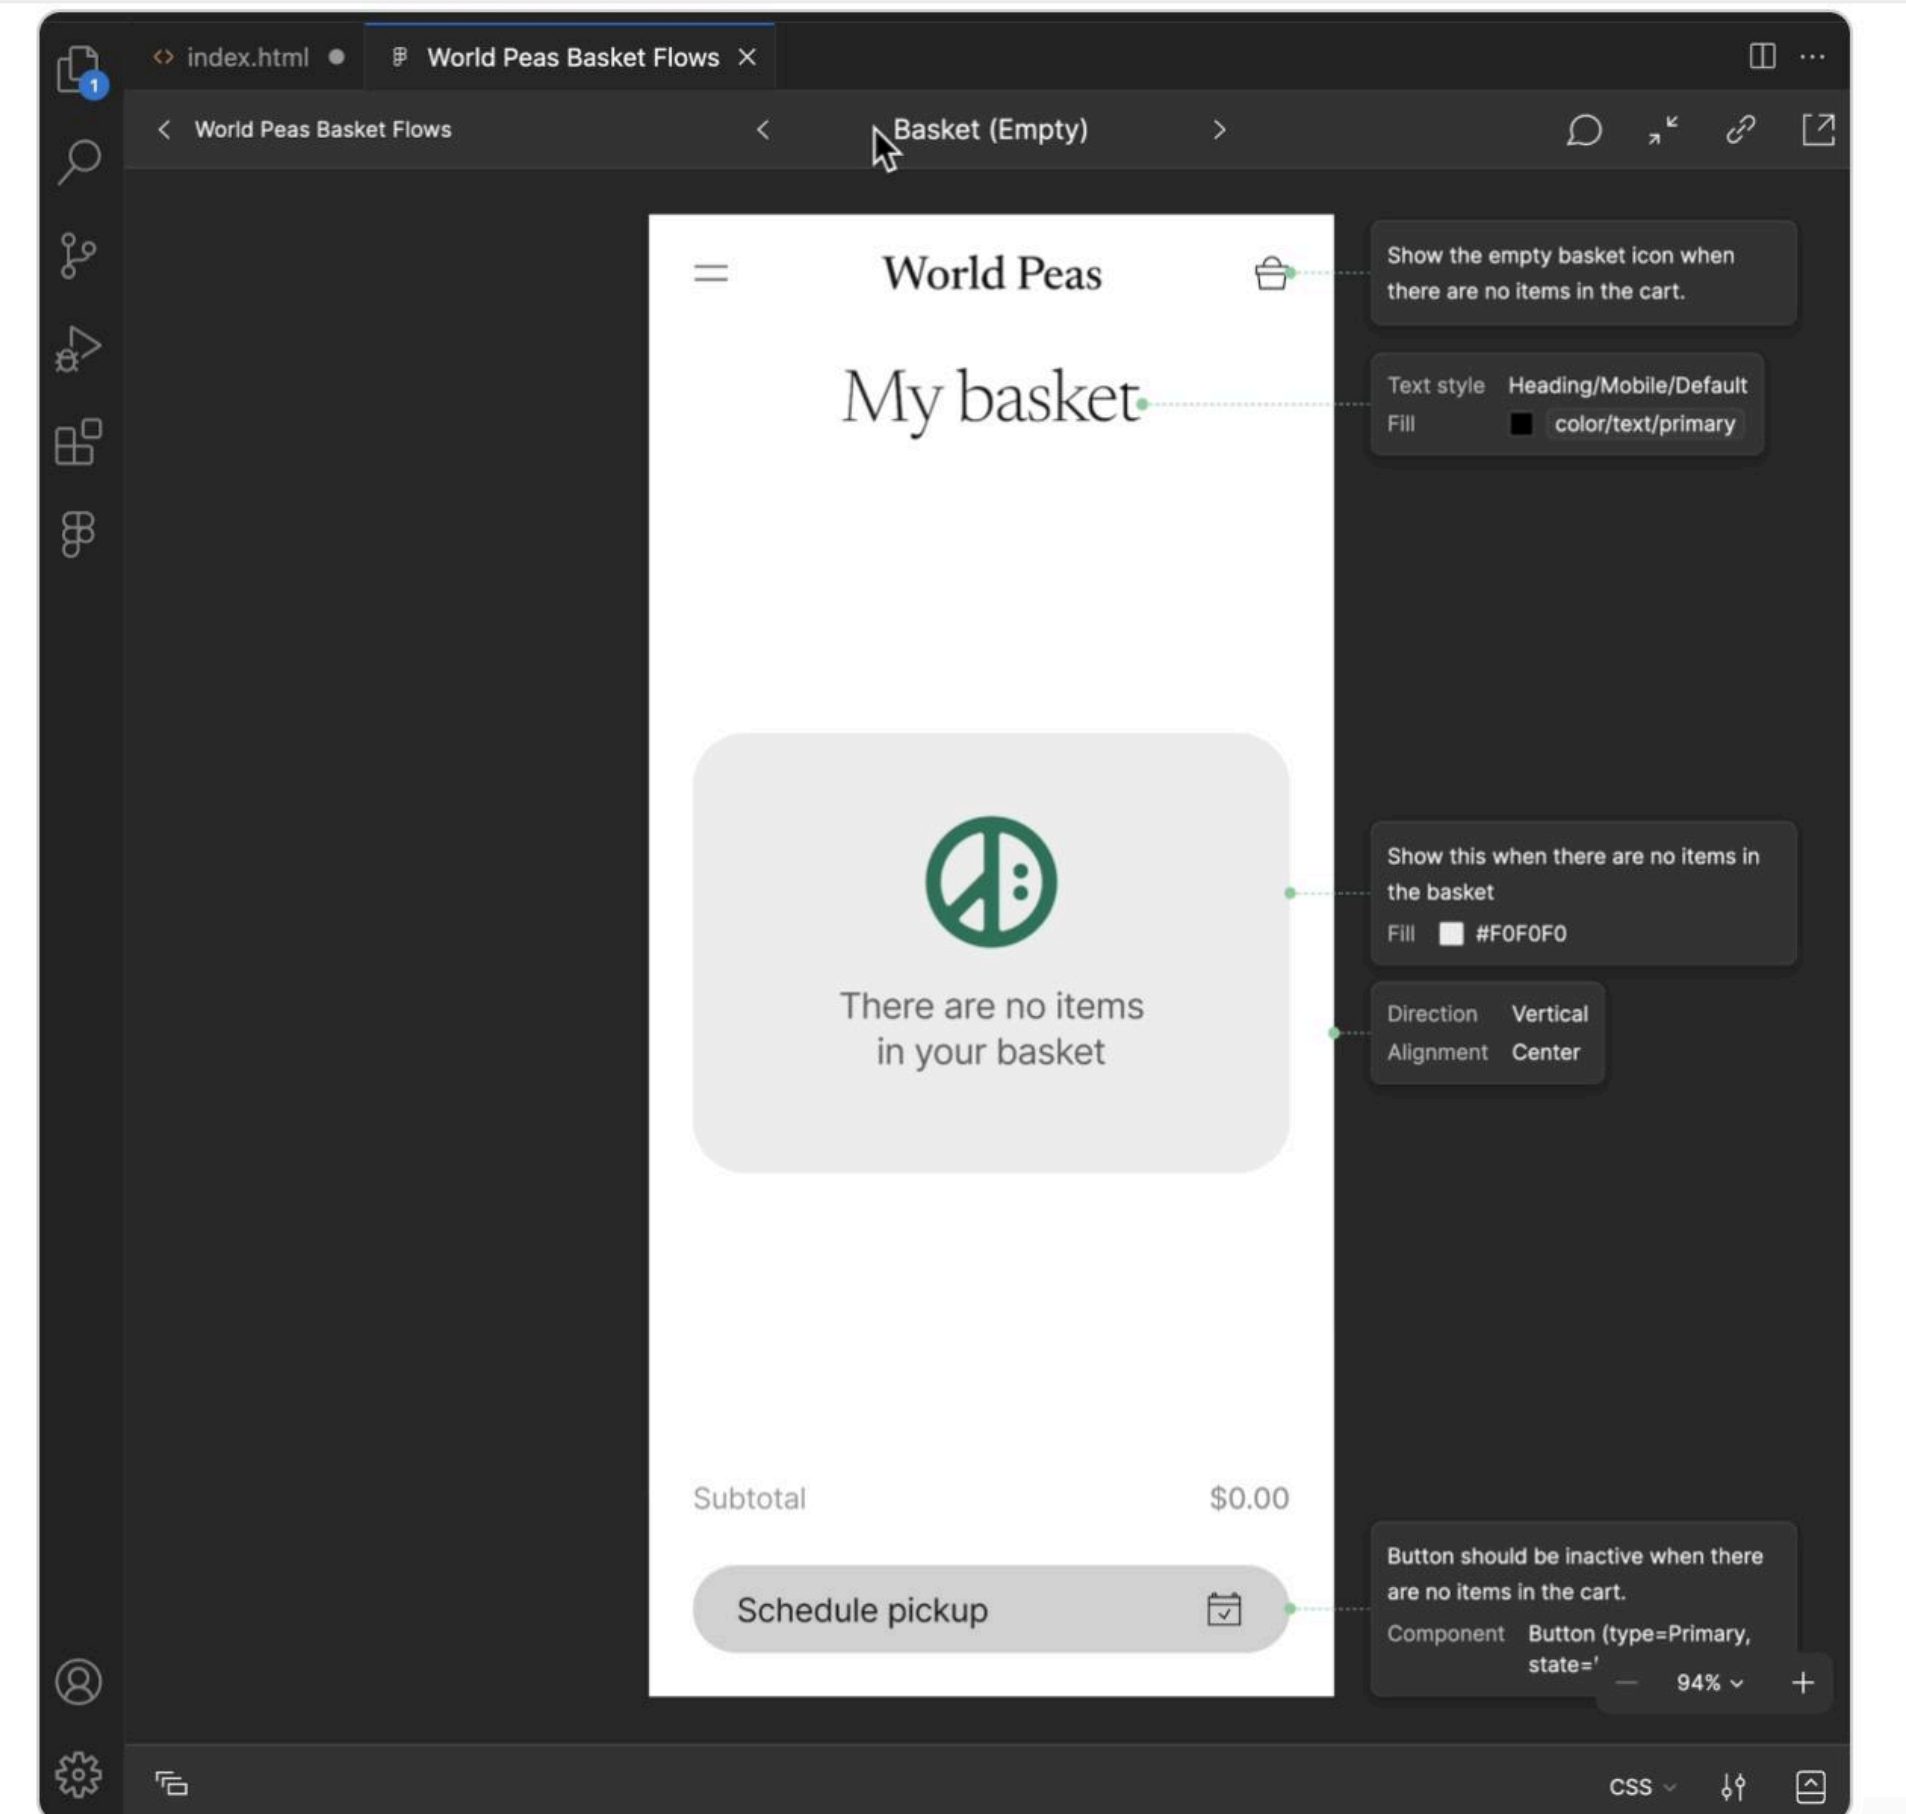 index.html
World Peas Basket Flows
1
World Peas Basket Flows
Basket (Empty)
World Peas
My basket
There are no items
in your basket
Subtotal
$0.00
Schedule pickup
Show the empty basket icon when
there are no items in the cart.
Text style Heading/Mobile/Default
Fill color/text/primary
Show this when there are no items in
the basket
Fill #F0F0F0
Direction Vertical
Alignment Center
Button should be inactive when there
are no items in the cart.
Component Button (type=Primary,
state='
94%
CSS